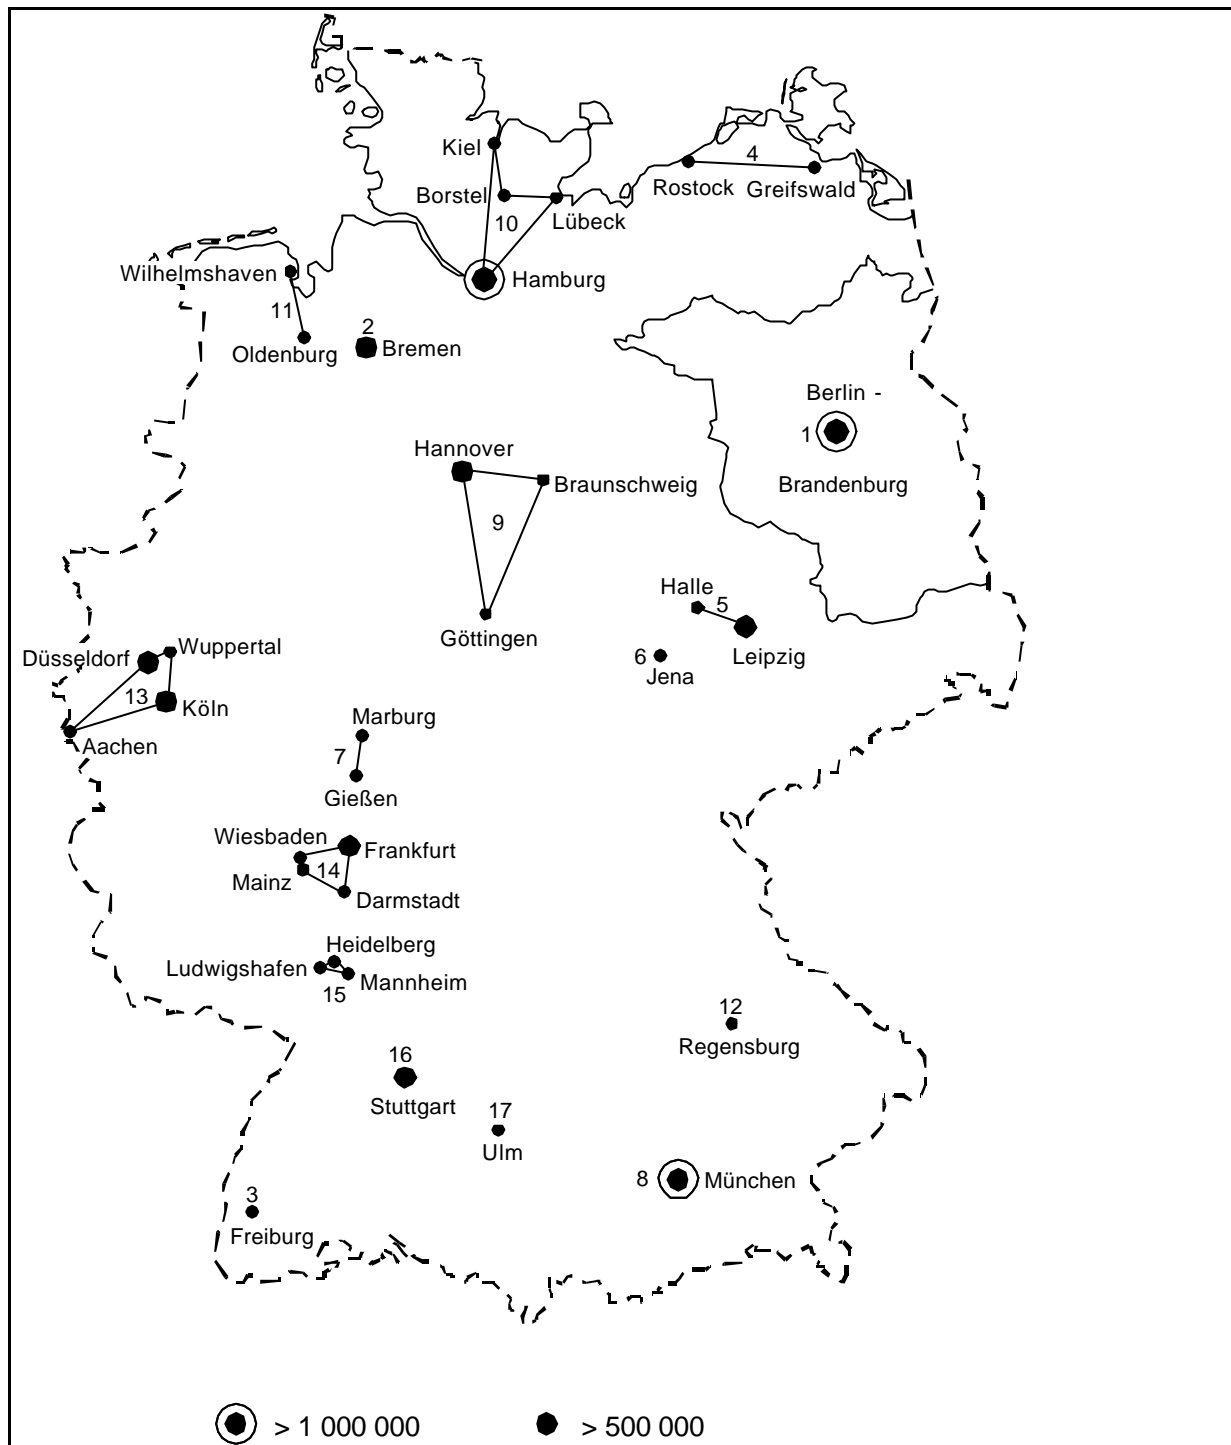 Kiel
4
Rostock
Greifswald
Borstel
10
Lübeck
Wilhelmshaven
Hamburg
11
2
Oldenburg
Bremen
Berlin -
1
Hannover
Braunschweig
Brandenburg
9
Halle
5
Göttingen
Wuppertal
Düsseldorf
6
Leipzig
Jena
13
Köln
Marburg
Aachen
7
Gießen
Wiesbaden
Frankfurt
14
Mainz
Darmstadt
Heidelberg
Ludwigshafen
Mannheim
15
12
Regensburg
16
Stuttgart
17
Ulm
8
München
3
Freiburg
> 1 000 000
> 500 000